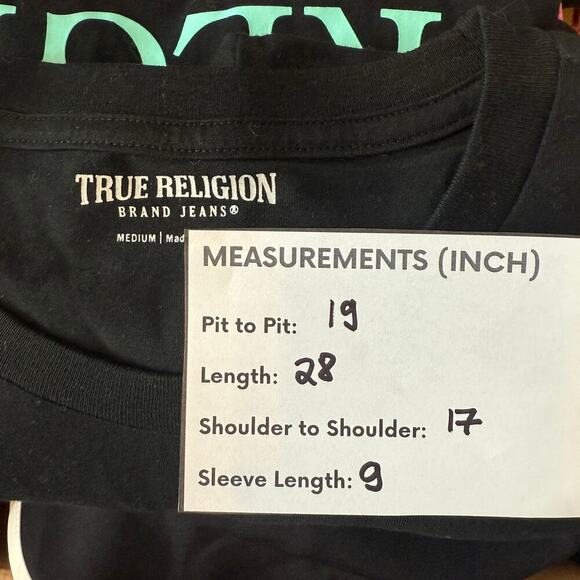 TRUE RELIGION
BRAND JEANS®
MEDIUM | Mad
MEASUREMENTS (INCH)
Pit to Pit: 19
Length: 28
Shoulder to Shoulder: 17
Sleeve Length: 9